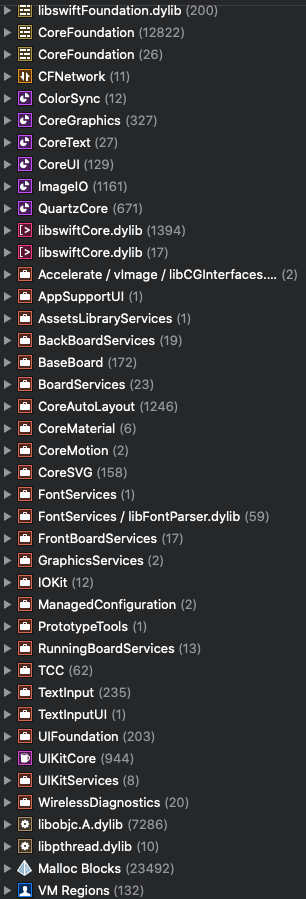 libswiftFoundation.dylib (200)
CoreFoundation (12822)
CoreFoundation (26)
CFNetwork (11)
ColorSync (12)
CoreGraphics (327)
CoreText (27)
CoreUI (129)
ImageIO (1161)
QuartzCore (671)
libswiftCore.dylib (1394)
libswiftCore.dylib (17)
Accelerate / vImage / libCGInterfaces.... (2)
AppSupportUI (1)
AssetsLibraryServices (1)
BackBoardServices (19)
BaseBoard (172)
BoardServices (23)
CoreAutoLayout (1246)
CoreMaterial (6)
CoreMotion (2)
CoreSVG (158)
FontServices (1)
FontServices / libFontParser.dylib (59)
FrontBoardServices (17)
GraphicsServices (2)
IOKit (12)
ManagedConfiguration (2)
PrototypeTools (1)
RunningBoardServices (13)
TCC (62)
TextInput (235)
TextInputUI (1)
UIFoundation (203)
UIKitCore (944)
UIKitServices (8)
WirelessDiagnostics (20)
libobjc.A.dylib (7286)
libpthread.dylib (10)
Malloc Blocks (23492)
VM Regions (132)